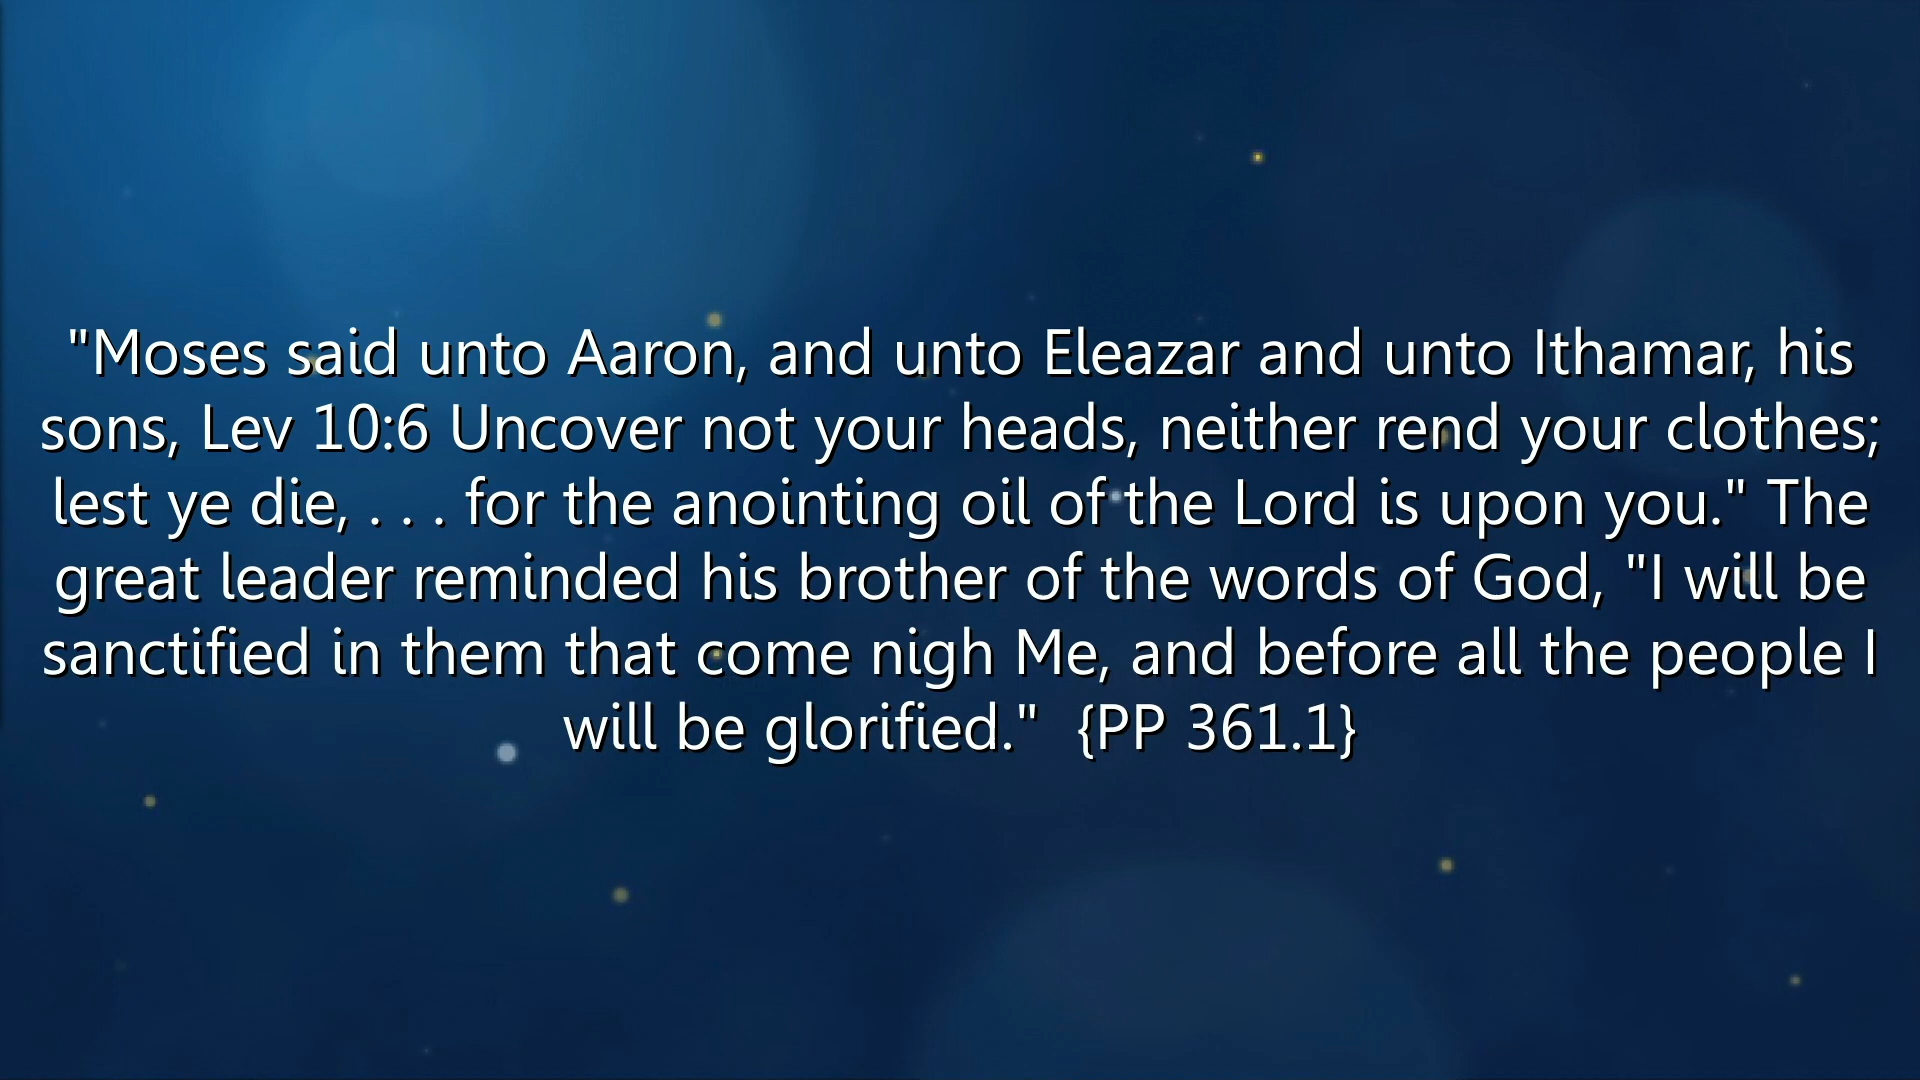 "Moses said unto Aaron, and unto Eleazar and unto Ithamar, his
sons, Lev 10:6 Uncover not your heads, neither rend your clothes;
lest ye die, . . . for the anointing oil of the Lord is upon you." The
great leader reminded his brother of the words of God, "I will be
sanctified in them that come nigh Me, and before all the people I
will be glorified."  {PP 361.1}